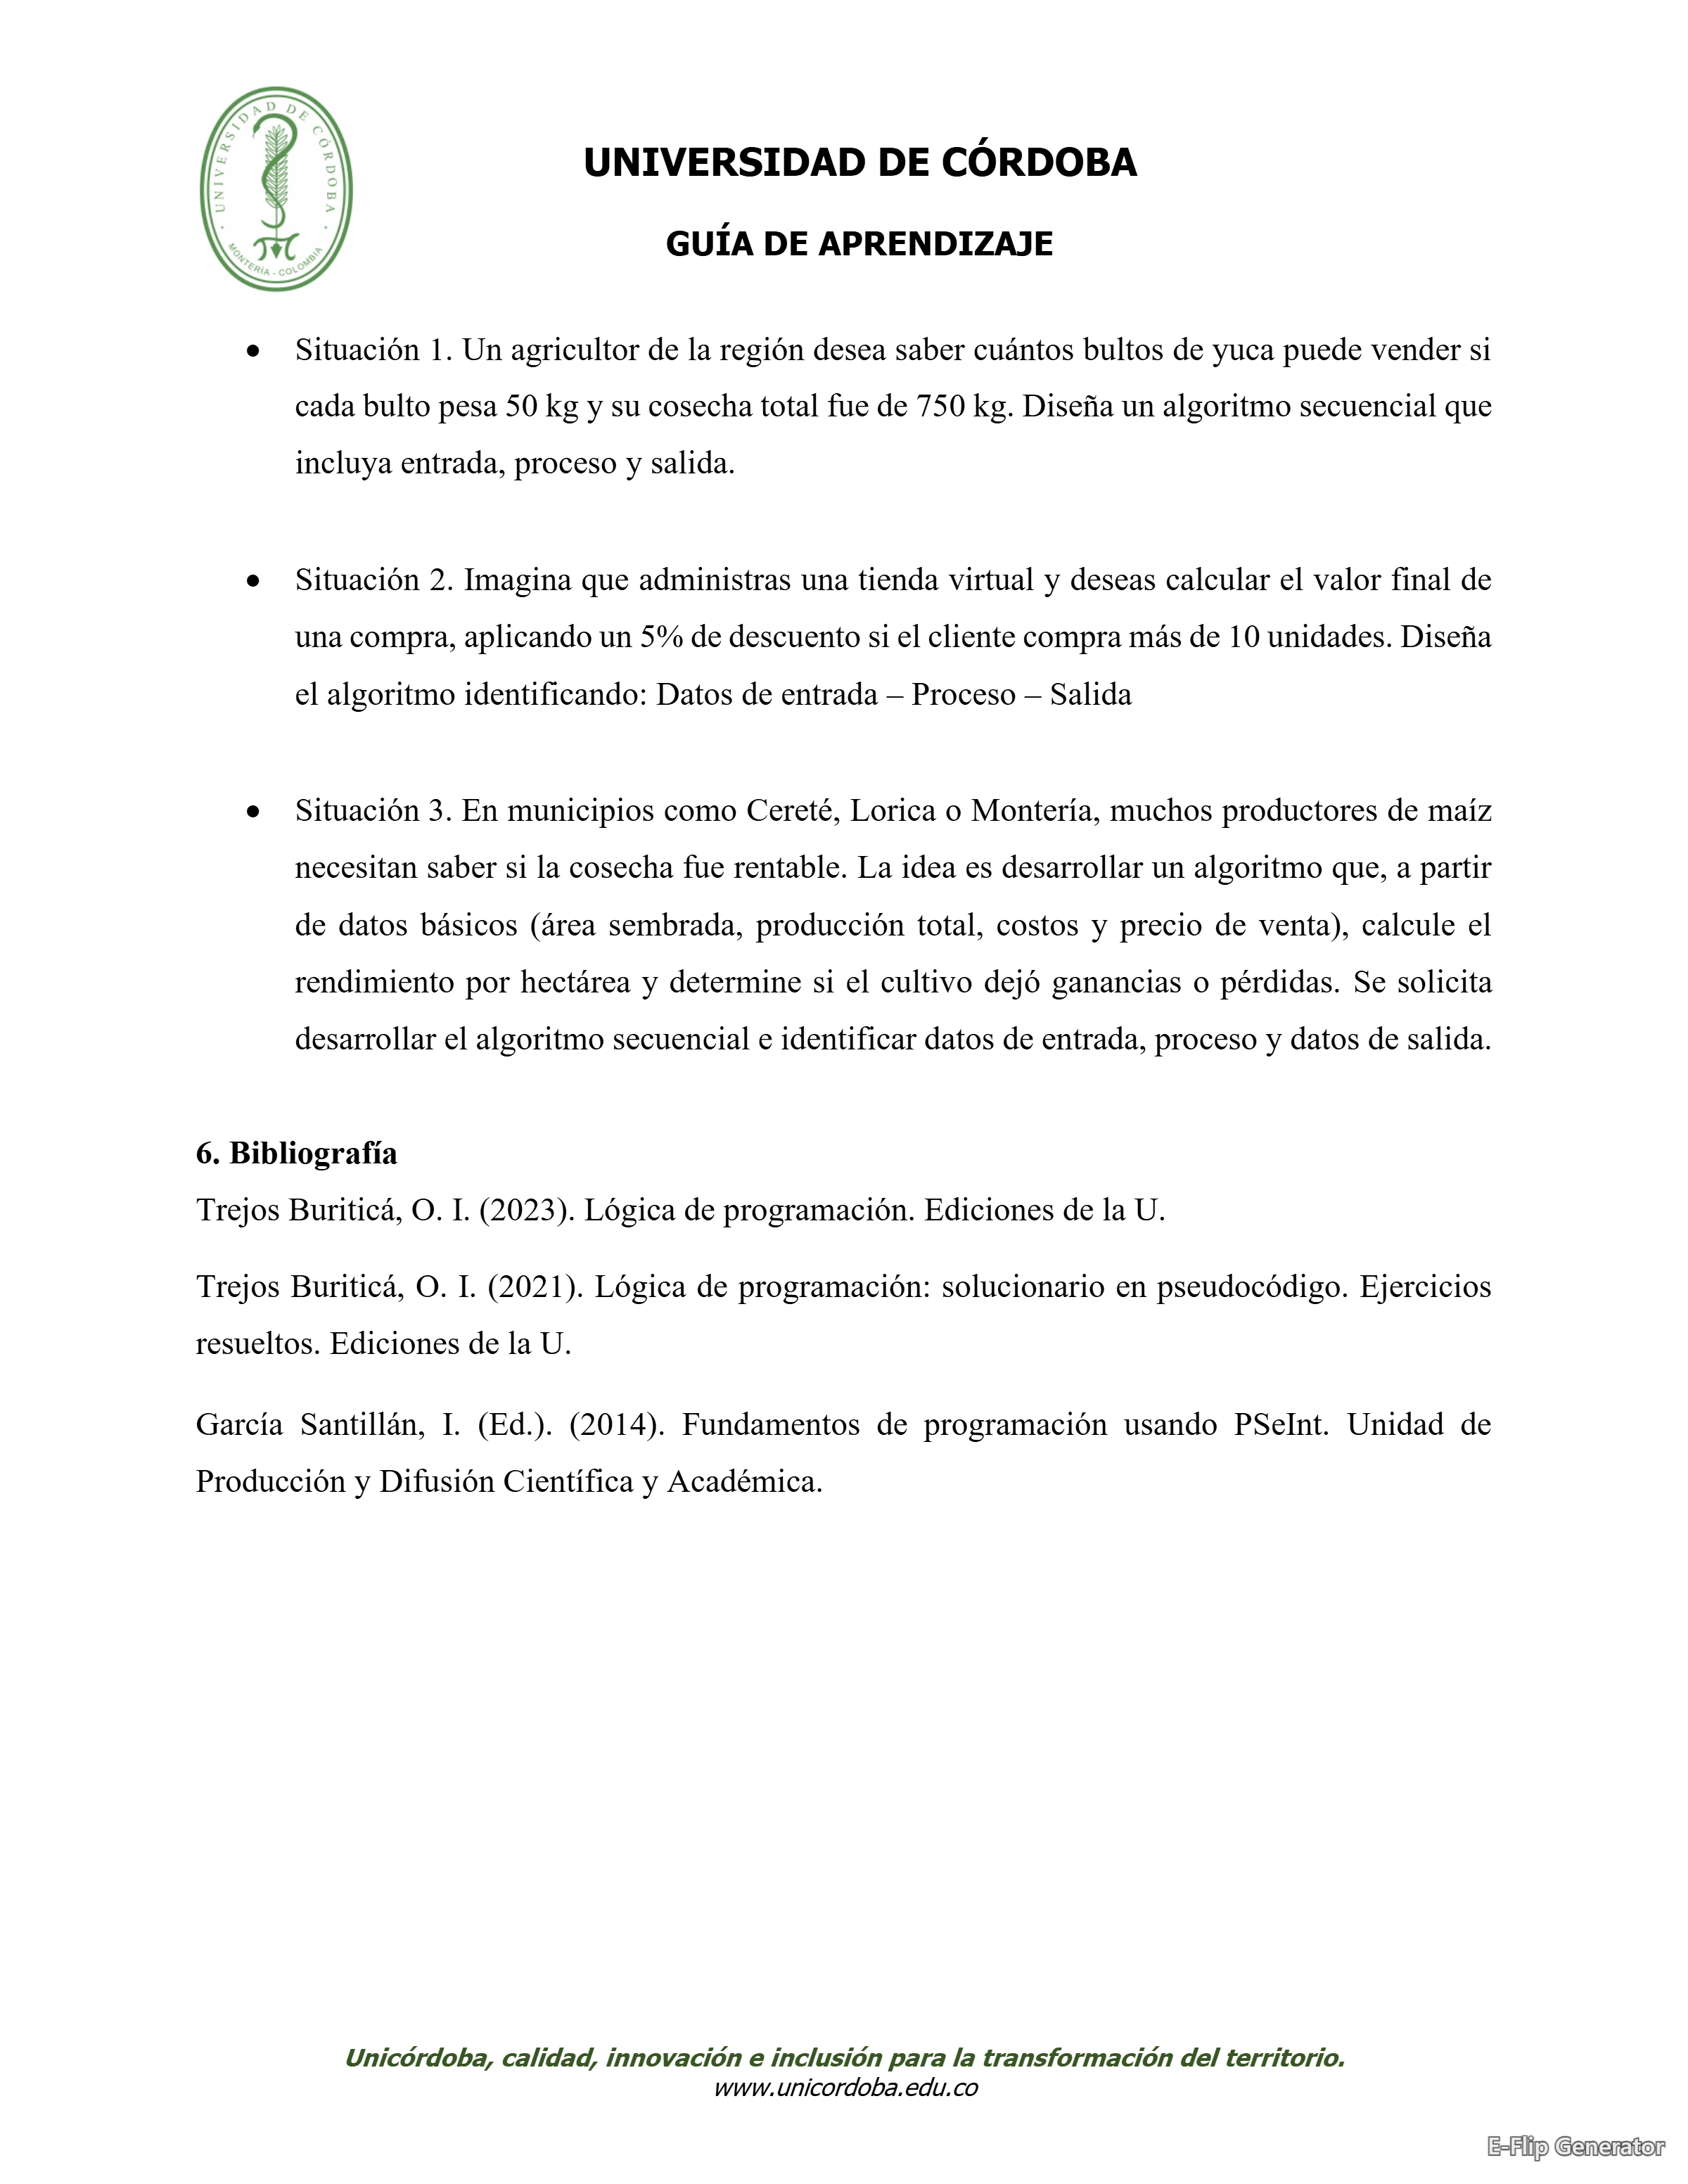 UNIVERSIDAD DE CÓRDOBA
MONTERÍA - COLOMBIA
UNIVERSIDAD DE CÓRDOBA
GUÍA DE APRENDIZAJE
• Situación 1. Un agricultor de la región desea saber cuántos bultos de yuca puede vender si
cada bulto pesa 50 kg y su cosecha total fue de 750 kg. Diseña un algoritmo secuencial que
incluya entrada, proceso y salida.
• Situación 2. Imagina que administras una tienda virtual y deseas calcular el valor final de
una compra, aplicando un 5% de descuento si el cliente compra más de 10 unidades. Diseña
el algoritmo identificando: Datos de entrada – Proceso – Salida
• Situación 3. En municipios como Cereté, Lorica o Montería, muchos productores de maíz
necesitan saber si la cosecha fue rentable. La idea es desarrollar un algoritmo que, a partir
de datos básicos (área sembrada, producción total, costos y precio de venta), calcule el
rendimiento por hectárea y determine si el cultivo dejó ganancias o pérdidas. Se solicita
desarrollar el algoritmo secuencial e identificar datos de entrada, proceso y datos de salida.
6. Bibliografía
Trejos Buriticá, O. I. (2023). Lógica de programación. Ediciones de la U.
Trejos Buriticá, O. I. (2021). Lógica de programación: solucionario en pseudocódigo. Ejercicios
resueltos. Ediciones de la U.
García Santillán, I. (Ed.). (2014). Fundamentos de programación usando PSeInt. Unidad de
Producción y Difusión Científica y Académica.
Unicórdoba, calidad, innovación e inclusión para la transformación del territorio.
www.unicordoba.edu.co
E-Flip Generator